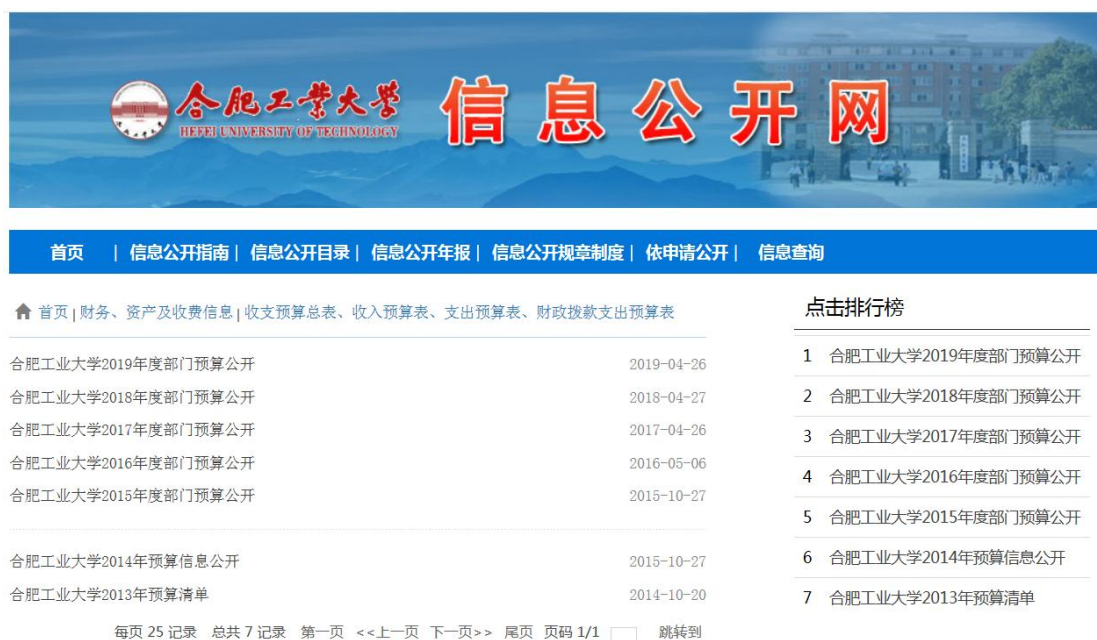 合肥工业大学 信息公开网
HEFEI UNIVERSITY OF TECHNOLOGY
首页 | 信息公开指南 | 信息公开目录 | 信息公开年报 | 信息公开规章制度 | 依申请公开 | 信息查询
首页 | 财务、资产及收费信息 | 收支预算总表、收入预算表、支出预算表、财政拨款支出预算表
合肥工业大学2019年度部门预算公开 2019-04-26
合肥工业大学2018年度部门预算公开 2018-04-27
合肥工业大学2017年度部门预算公开 2017-04-26
合肥工业大学2016年度部门预算公开 2016-05-06
合肥工业大学2015年度部门预算公开 2015-10-27
合肥工业大学2014年预算信息公开 2015-10-27
合肥工业大学2013年预算清单 2014-10-20
每页 25 记录 总共 7 记录 第一页 <<上一页 下一页>> 尾页 页码 1/1 跳转到
点击排行榜
1 合肥工业大学2019年度部门预算公开
2 合肥工业大学2018年度部门预算公开
3 合肥工业大学2017年度部门预算公开
4 合肥工业大学2016年度部门预算公开
5 合肥工业大学2015年度部门预算公开
6 合肥工业大学2014年预算信息公开
7 合肥工业大学2013年预算清单